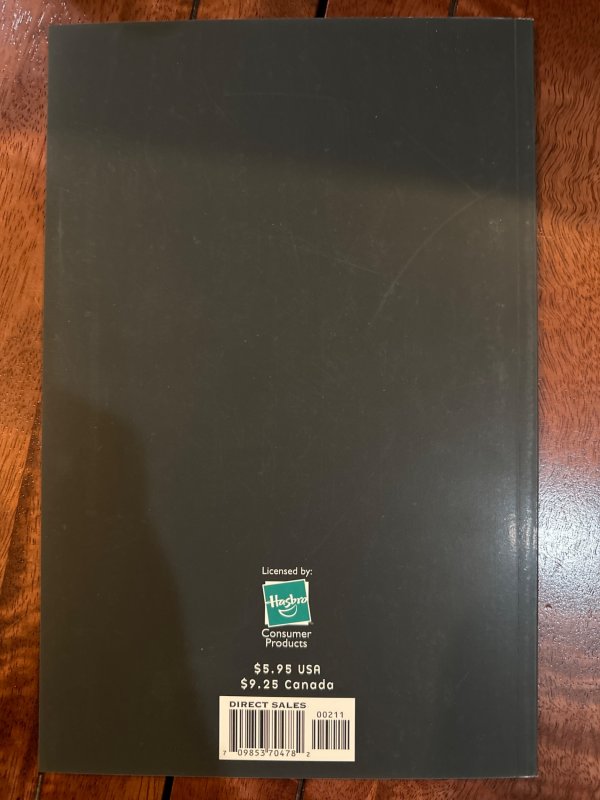 Licensed by:
Hasbro
Consumer
Products
$5.95 USA
$9.25 Canada
DIRECT SALES
00211
7 09853 70478 2